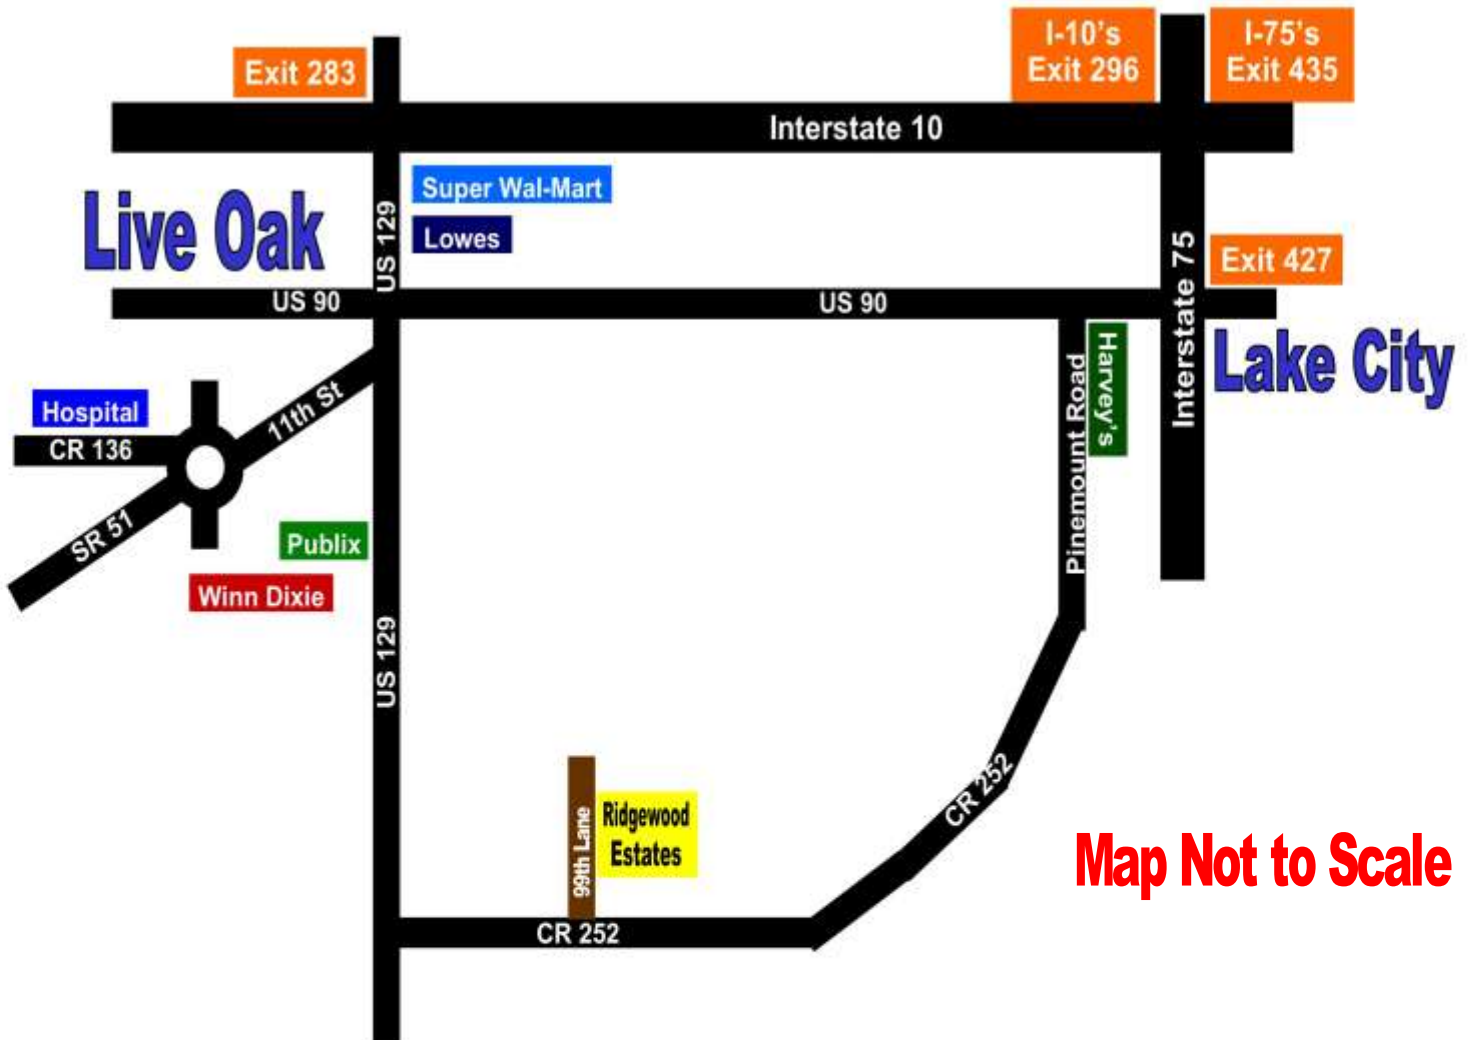 I-10's
Exit 296
I-75's
Exit 435
Exit 283
Interstate 10
Super Wal-Mart
Lowes
Live Oak
US 129
Interstate 75
Exit 427
US 90
US 90
Lake City
Harvey's
Pinemount Road
11th St
Hospital
CR 136
SR 51
Publix
Winn Dixie
US 129
99th Lane
Ridgewood
Estates
CR 252
Map Not to Scale
CR 252